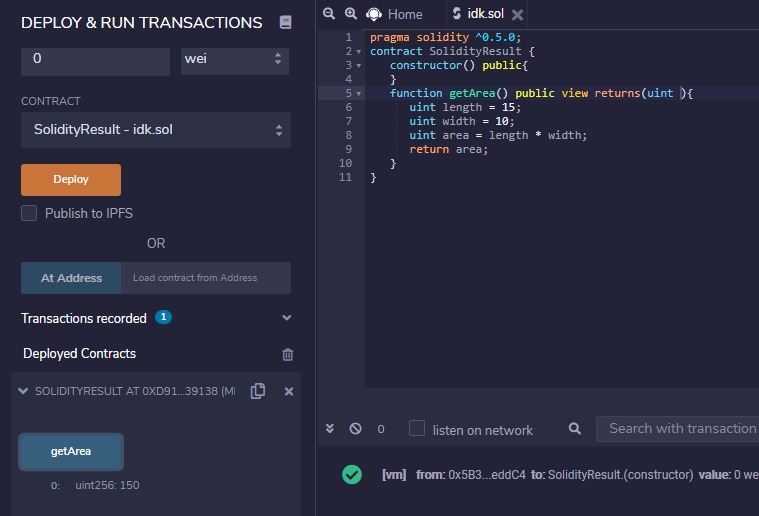 DEPLOY & RUN TRANSACTIONS
0 wei
CONTRACT
SolidityResult - idk.sol
Deploy
Publish to IPFS
OR
At Address Load contract from Address
Transactions recorded 1
Deployed Contracts
SOLIDITYRESULT AT 0XD91...39138
getArea
0: uint256: 150
Home idk.sol
1 pragma solidity ^0.5.0;
2 contract SolidityResult {
3 constructor() public{
4 }
5 function getArea() public view returns(uint ){
6 uint length = 15;
7 uint width = 10;
8 uint area = length * width;
9 return area;
10 }
11 }
0 listen on network Search with transaction
[vm] from: 0x5B3...eddC4 to: SolidityResult.(constructor) value: 0 we